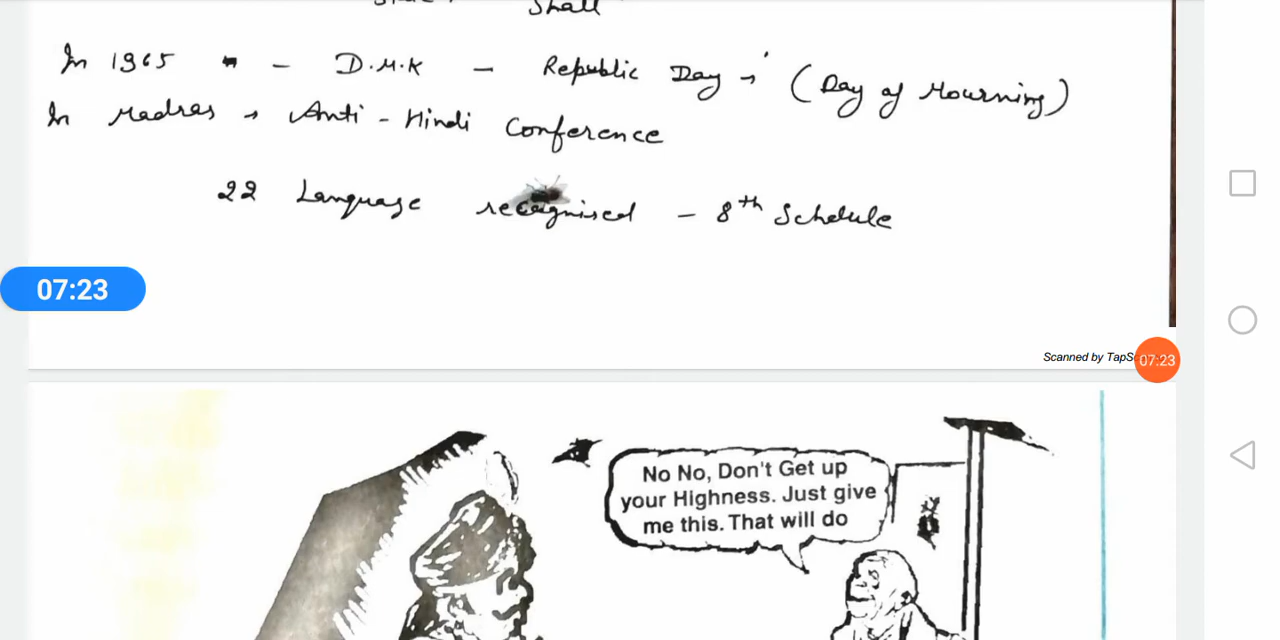 Shall
In 1965 - D.M.K - Republic Day → (Day of Mourning)
In Madras → Anti-Hindi Conference
22 Language recognised - 8th Schedule
07:23
Scanned by TapS
07:23
No No, Don't Get up
your Highness. Just give
me this. That will do